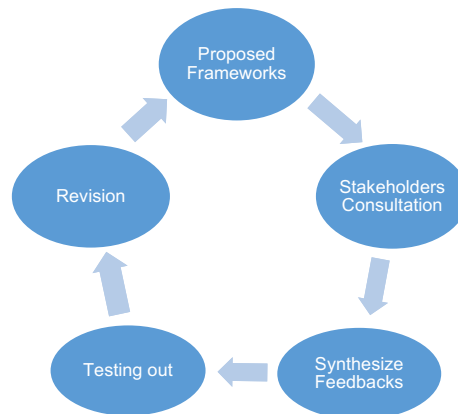 Proposed
Frameworks
Stakeholders
Consultation
Synthesize
Feedbacks
Testing out
Revision